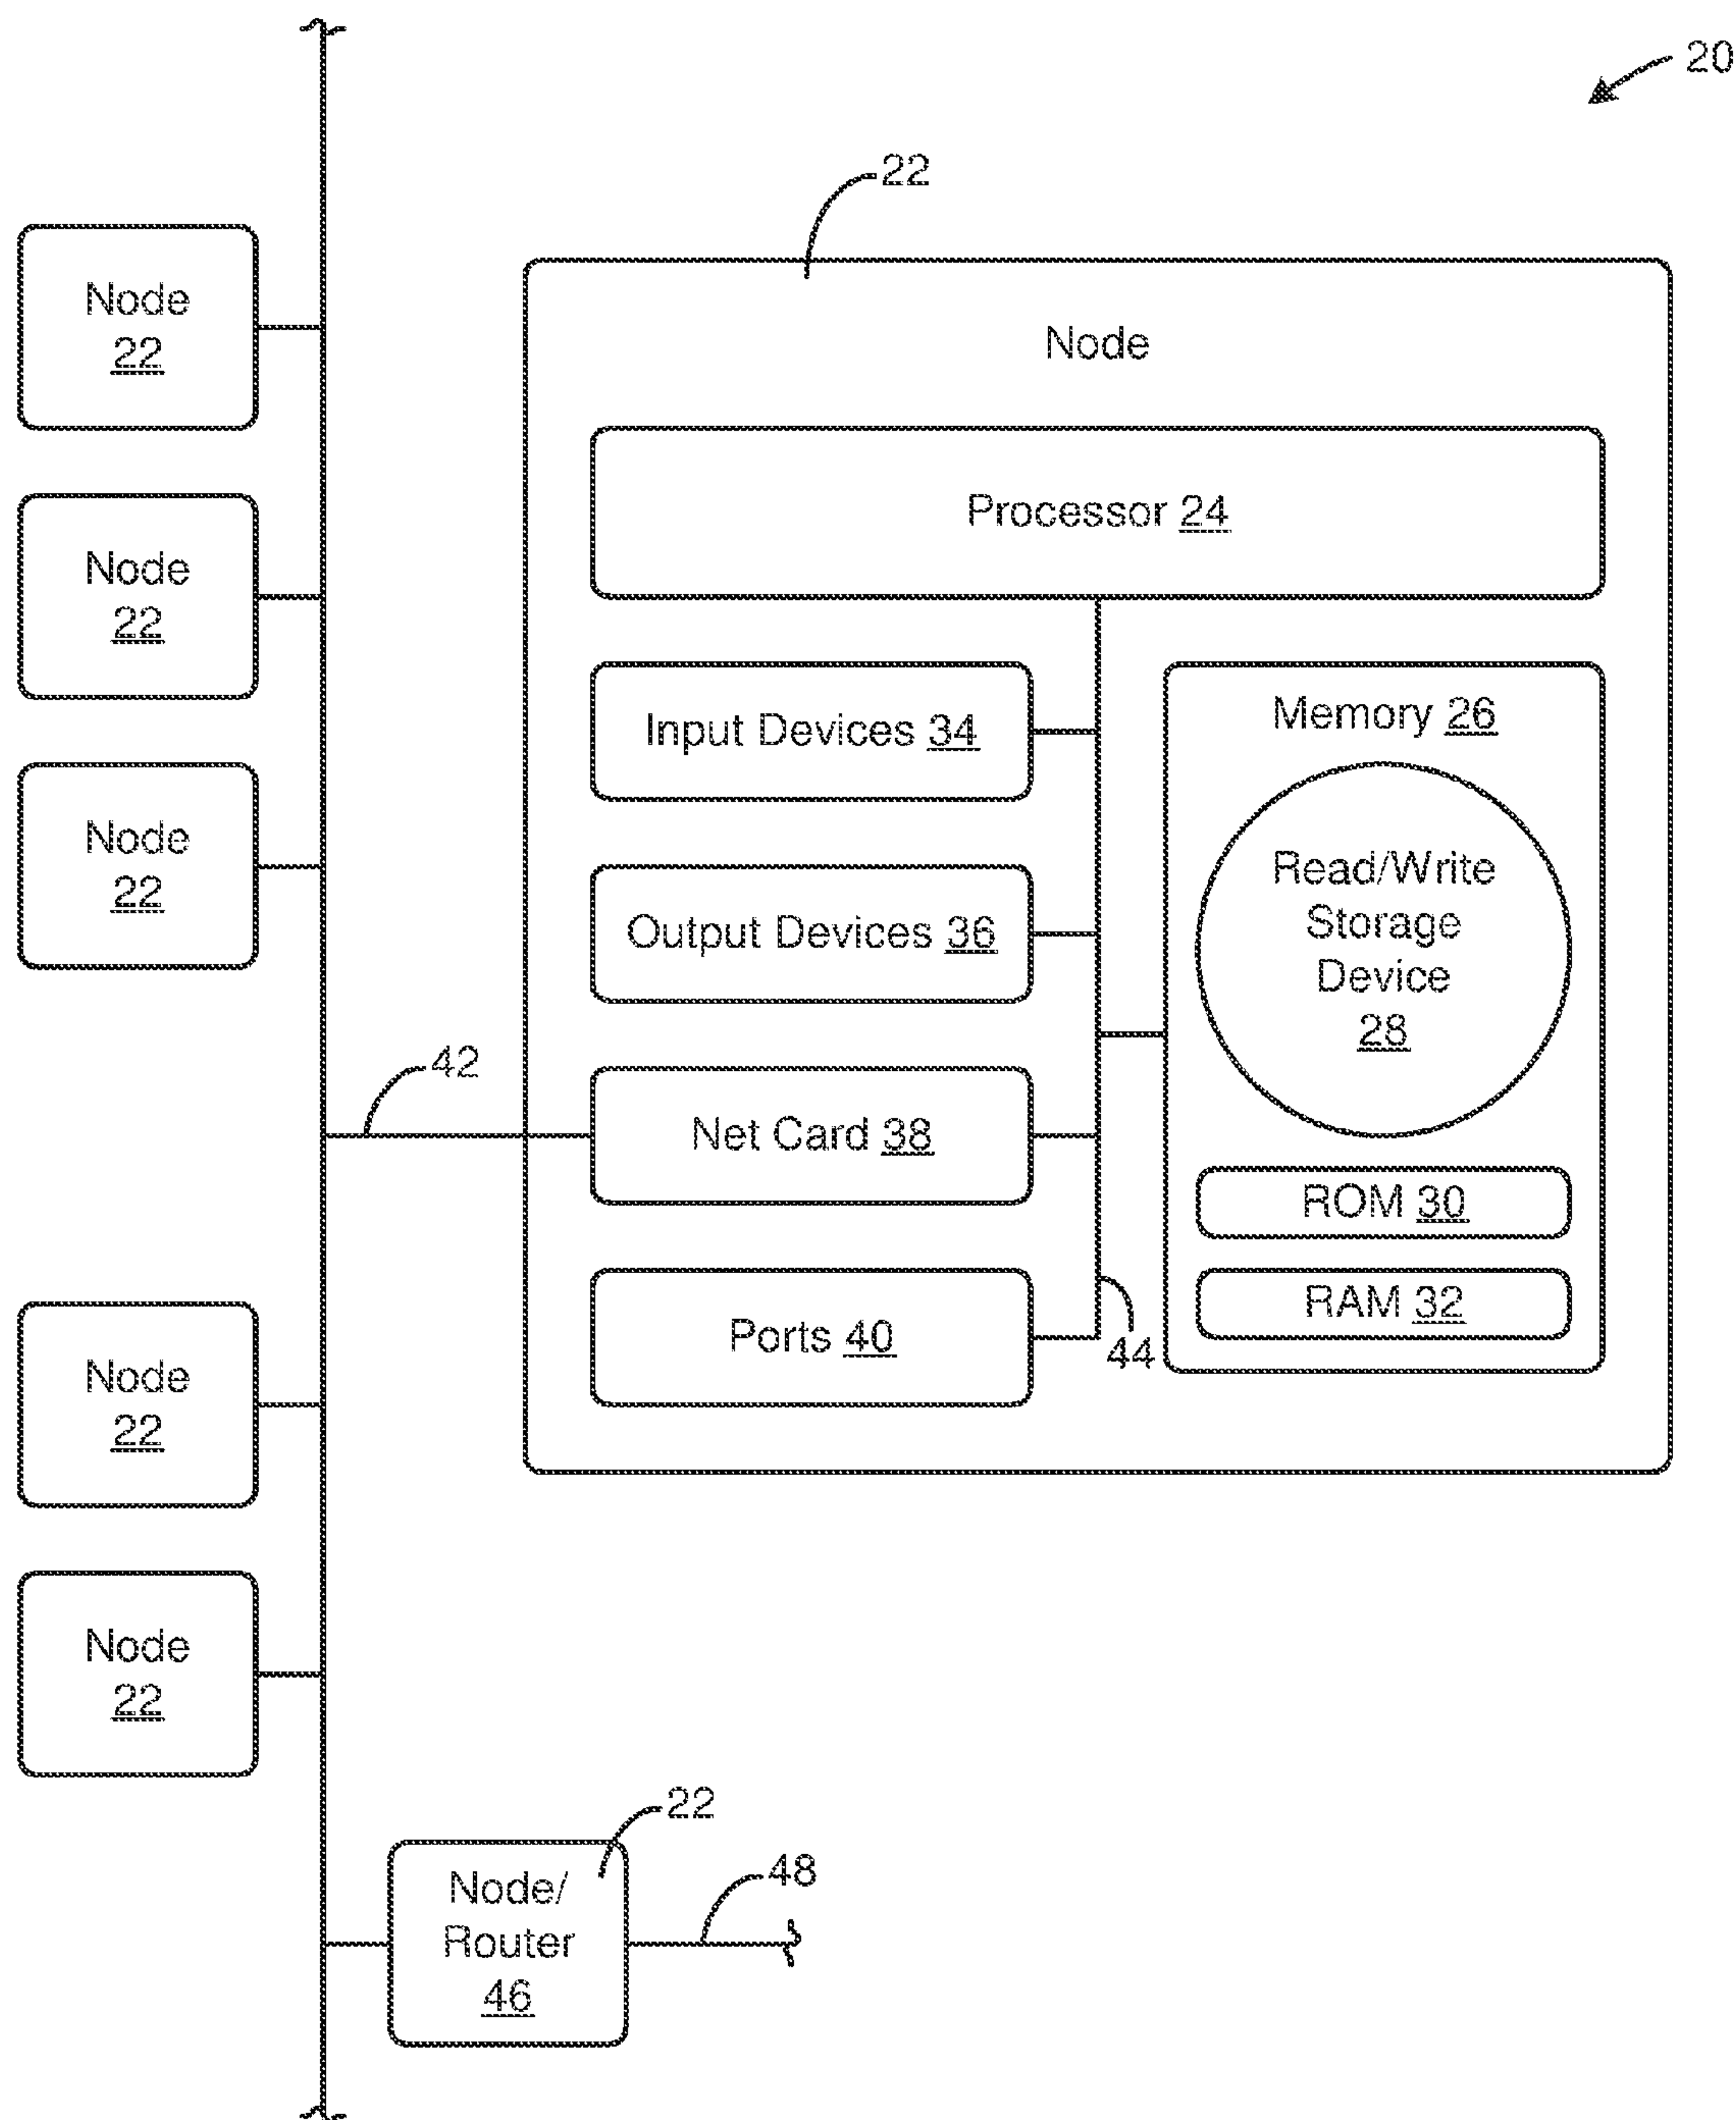 20
22
Node
22
Node
22
Node
22
Node
22
Node
22
Node
Processor 24
Input Devices 34
Output Devices 36
Net Card 38
Ports 40
Memory 26
Read/Write
Storage
Device
28
ROM 30
RAM 32
42
44
22
Node/
Router
46
48